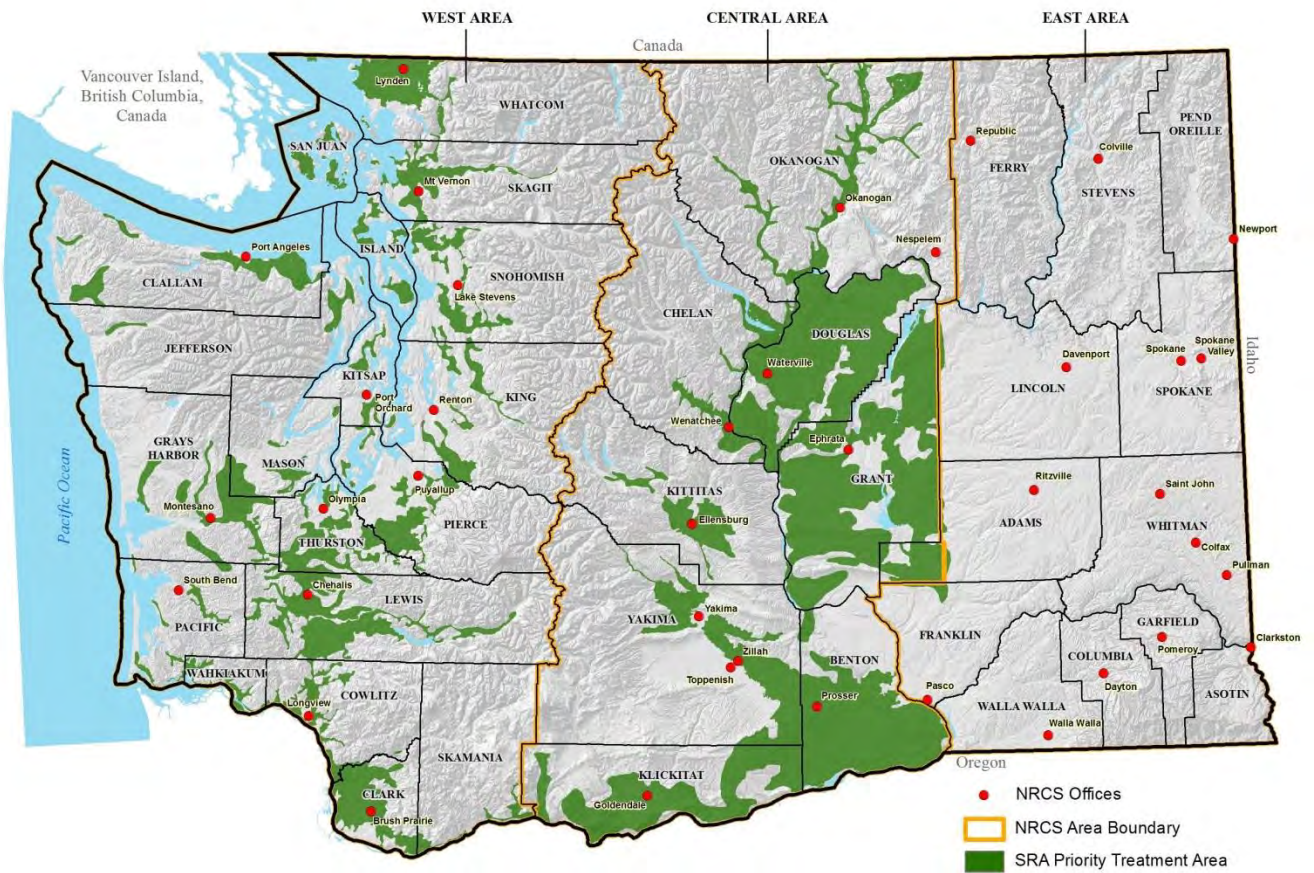 WEST AREA
CENTRAL AREA
EAST AREA
Canada
Vancouver Island,
British Columbia,
Canada
Lynden
WHATCOM
SAN JUAN
Mt Vernon
SKAGIT
OKANOGAN
Okanogan
Republic
FERRY
Colville
STEVENS
PEND
OREILLE
Newport
Nespelem
Port Angeles
CLALLAM
ISLAND
SNOHOMISH
Lake Stevens
JEFFERSON
CHELAN
DOUGLAS
Waterville
Davenport
LINCOLN
Spokane
Spokane
Valley
SPOKANE
Idaho
KITSAP
Port
Orchard
Renton
KING
Wenatchee
Ephrata
GRANT
GRAYS
HARBOR
MASON
Puyallup
Olympia
Montesano
PIERCE
THURSTON
KITTITAS
Ellensburg
Ritzville
ADAMS
Saint John
WHITMAN
Colfax
Pullman
Pacific Ocean
South Bend
PACIFIC
Chehalis
LEWIS
YAKIMA
Yakima
Zillah
Toppenish
BENTON
Prosser
FRANKLIN
Pasco
GARFIELD
Pomeroy
Clarkston
COLUMBIA
Dayton
ASOTIN
WALLA WALLA
Walla Walla
WAHKIAKUM
COWLITZ
Longview
SKAMANIA
CLARK
Brush Prairie
KLICKITAT
Goldendale
Oregon
NRCS Offices
NRCS Area Boundary
SRA Priority Treatment Area